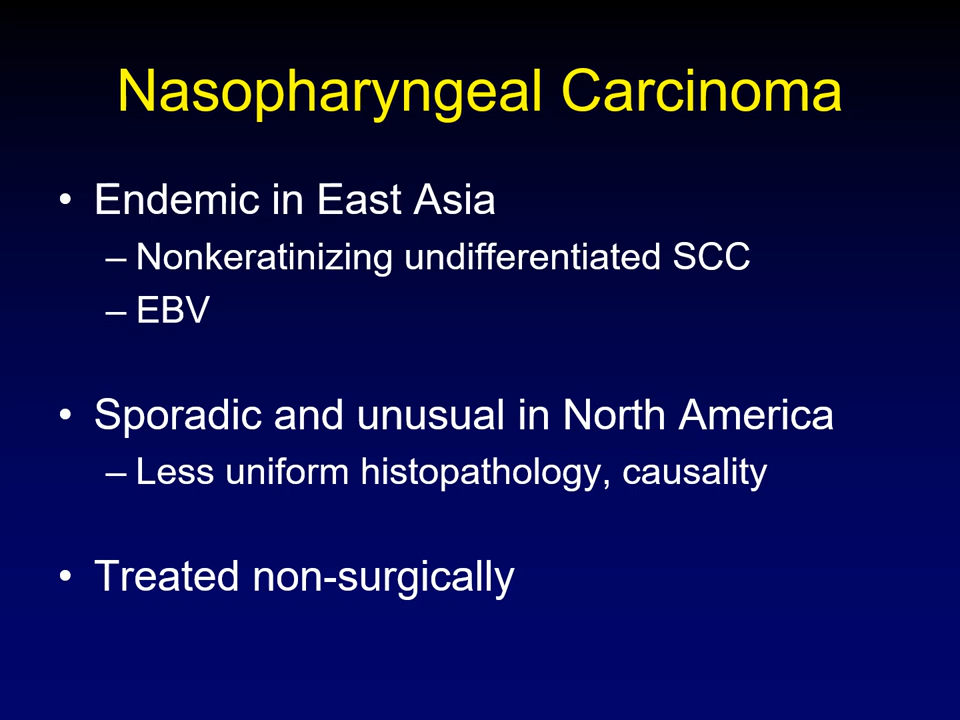 Nasopharyngeal Carcinoma
• Endemic in East Asia
– Nonkeratinizing undifferentiated SCC
– EBV
• Sporadic and unusual in North America
– Less uniform histopathology, causality
• Treated non-surgically